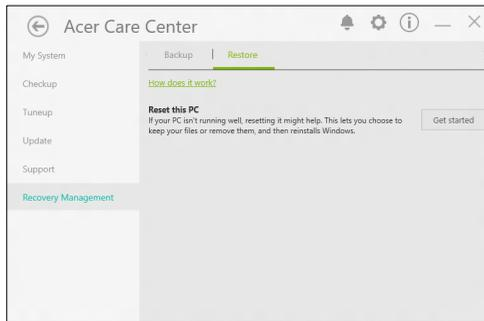 Acer Care Center
My System
Backup
Restore
Checkup
How does it work?
Tuneup
Reset this PC
If your PC isn't running well, resetting it might help. This lets you choose to
keep your files or remove them, and then reinstalls Windows.
Get started
Update
Support
Recovery Management